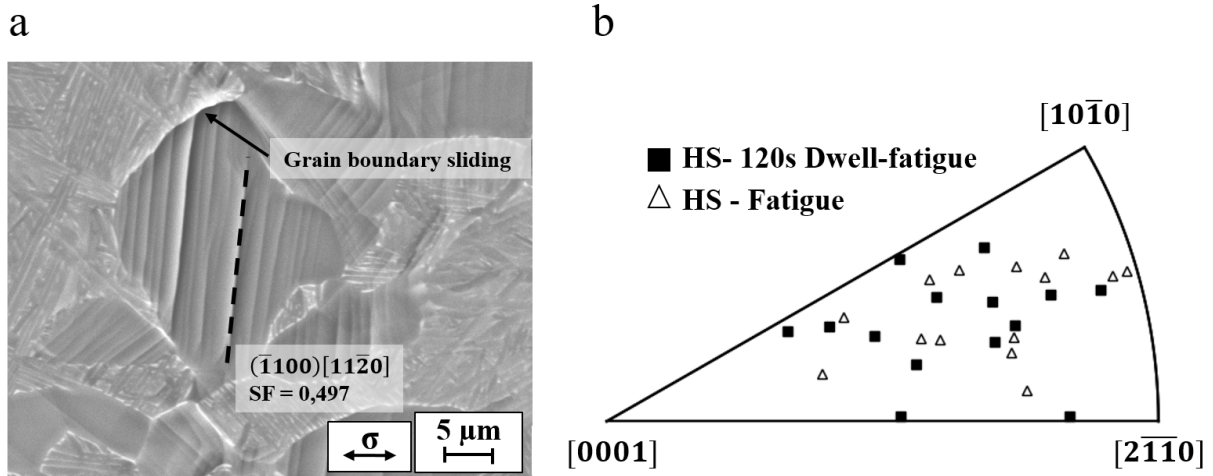 a
b
Grain boundary sliding
(1̅100)[112̅0]
SF = 0,497
σ
5 μm
[101̅0]
HS- 120s Dwell-fatigue
HS - Fatigue
[0001]
[21̅1̅0]